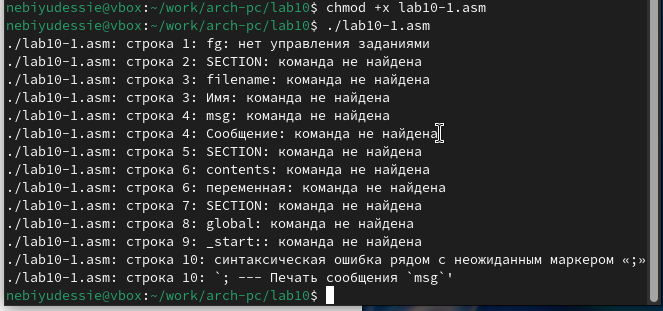 nebiyudessie@vbox:~/work/arch-pc/lab10$ chmod +x lab10-1.asm
nebiyudessie@vbox:~/work/arch-pc/lab10$ ./lab10-1.asm
./lab10-1.asm: строка 1: fg: нет управления заданиями
./lab10-1.asm: строка 2: SECTION: команда не найдена
./lab10-1.asm: строка 3: filename: команда не найдена
./lab10-1.asm: строка 3: Имя: команда не найдена
./lab10-1.asm: строка 4: msg: команда не найдена
./lab10-1.asm: строка 4: Сообщение: команда не найдена
./lab10-1.asm: строка 5: SECTION: команда не найдена
./lab10-1.asm: строка 6: contents: команда не найдена
./lab10-1.asm: строка 6: переменная: команда не найдена
./lab10-1.asm: строка 7: SECTION: команда не найдена
./lab10-1.asm: строка 8: global: команда не найдена
./lab10-1.asm: строка 9: _start:: команда не найдена
./lab10-1.asm: строка 10: синтаксическая ошибка рядом с неожиданным маркером «;»
./lab10-1.asm: строка 10: `; --- Печать сообщения `msg`'
nebiyudessie@vbox:~/work/arch-pc/lab10$